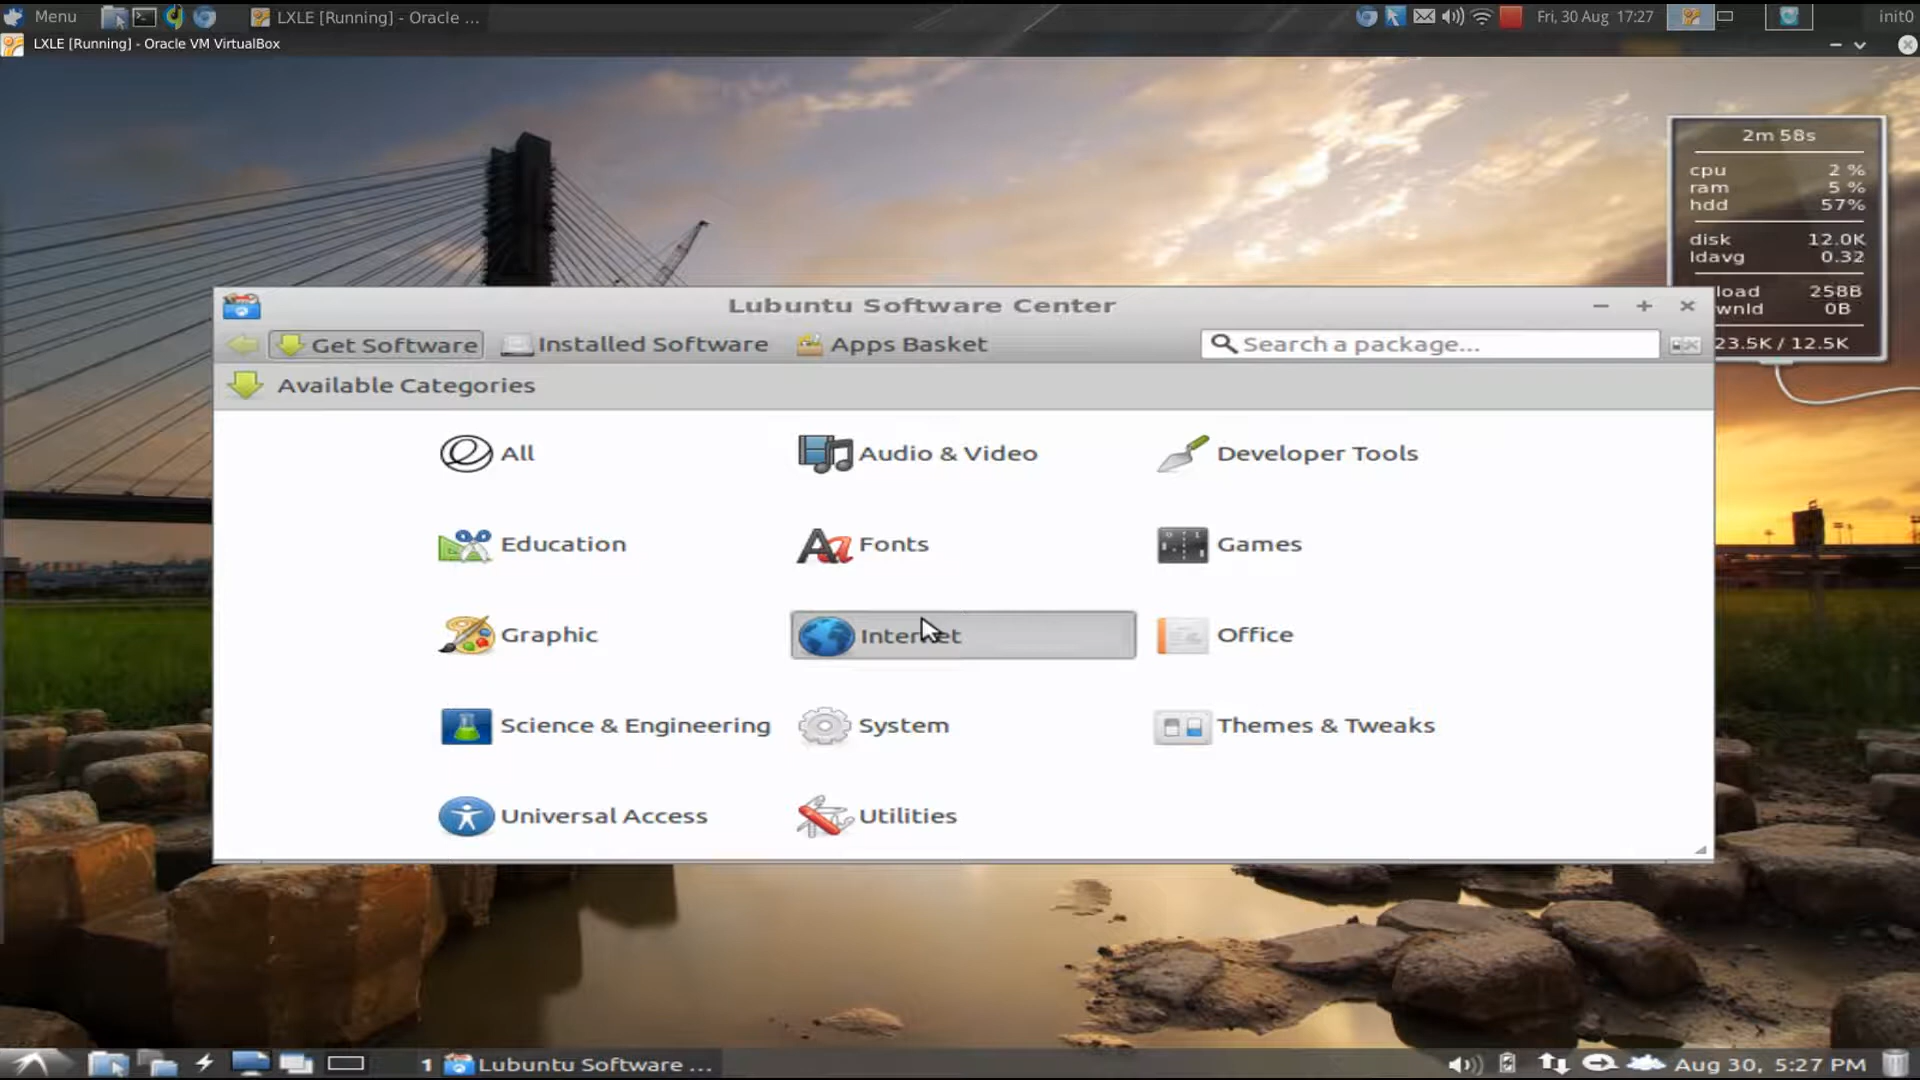 Menu
LXLE [Running] - Oracle ...
Fri, 30 Aug 17:27
init0
LXLE [Running] - Oracle VM VirtualBox
2m 58s
cpu 2 %
ram 5 %
hdd 57%
disk 12.0K
ldavg 0.32
load 258B
wnld 0B
23.5K / 12.5K
Lubuntu Software Center
Get Software
Installed Software
Apps Basket
Search a package...
Available Categories
All
Audio & Video
Developer Tools
Education
Fonts
Games
Graphic
Internet
Office
Science & Engineering
System
Themes & Tweaks
Universal Access
Utilities
1
Lubuntu Software ...
Aug 30, 5:27 PM